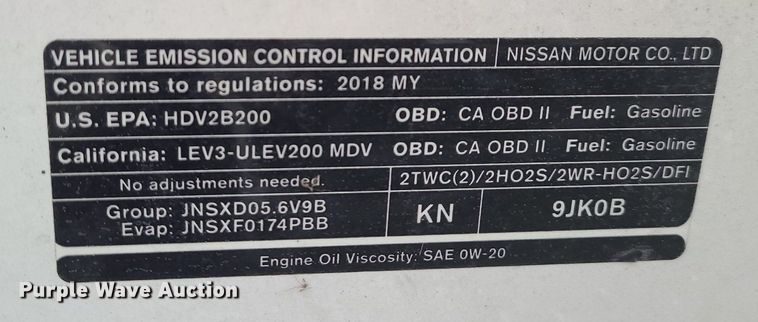 VEHICLE EMISSION CONTROL INFORMATION NISSAN MOTOR CO., LTD
Conforms to regulations: 2018 MY
U.S. EPA: HDV2B200 OBD: CA OBD II Fuel: Gasoline
California: LEV3-ULEV200 MDV OBD: CA OBD II Fuel: Gasoline
No adjustments needed. 2TWC(2)/2HO2S/2WR-HO2S/DFI
Group: JNSXD05.6V9B
Evap: JNSXF0174PBB
KN 9JK0B
Engine Oil Viscosity: SAE 0W-20
Purple Wave Auction